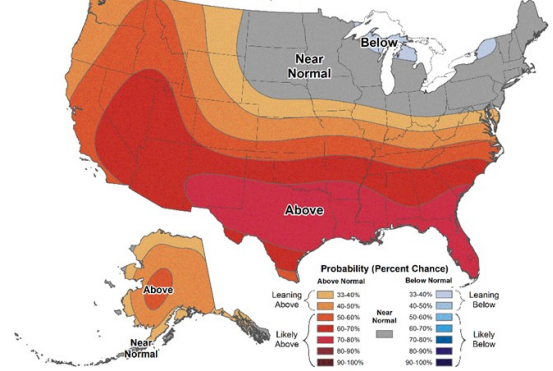 Below
Near
Normal
Above
Above
Near
Normal
Probability (Percent Chance)
Above Normal
Below Normal
Leaning
Above
33-40%
40-50%
Likely
Above
50-60%
60-70%
70-80%
80-90%
90-100%
Near
Normal
33-40%
40-50%
Leaning
Below
50-60%
60-70%
70-80%
80-90%
90-100%
Likely
Below